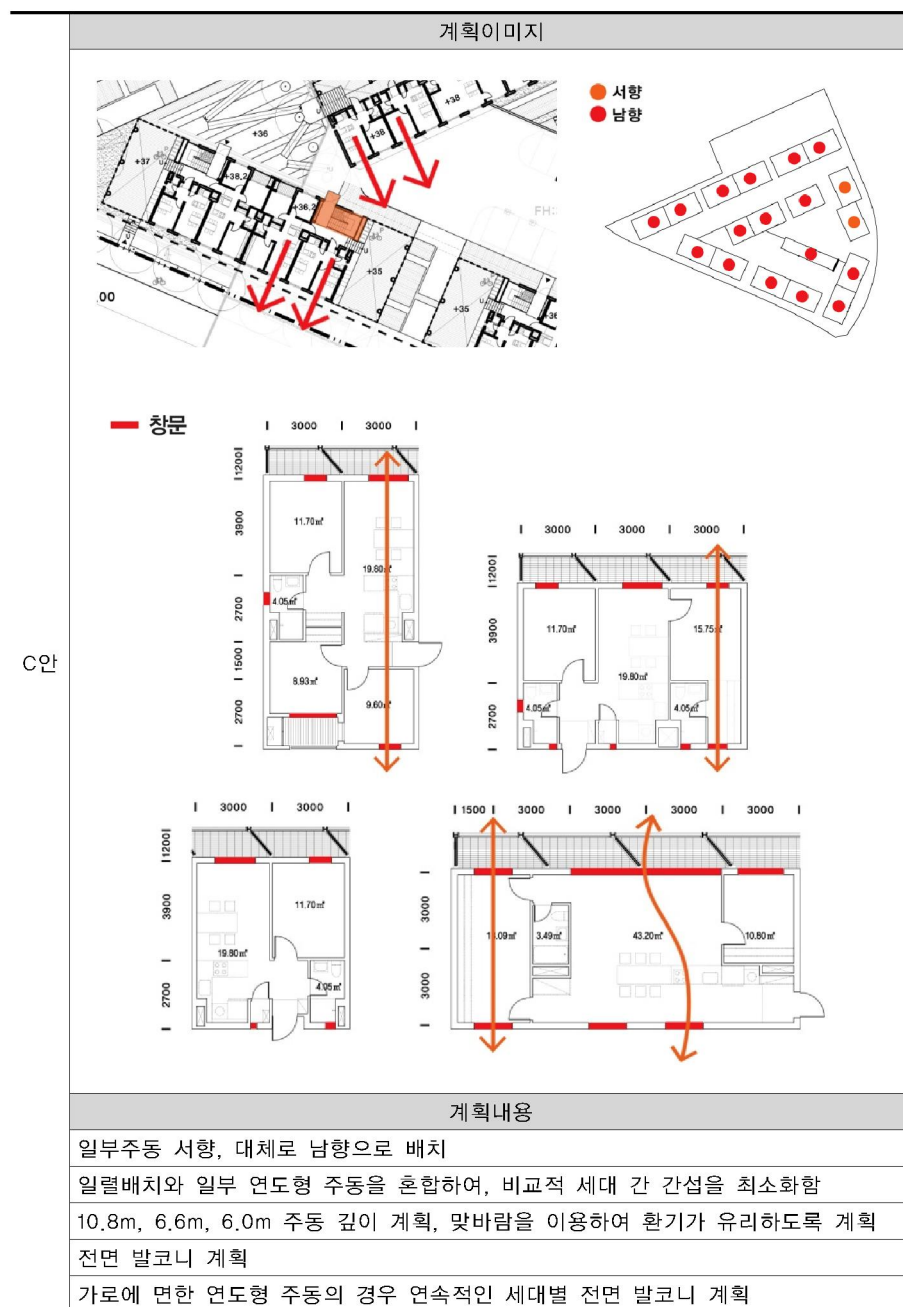 계획이미지
서향
남향
+36
+38
+38
+37
+38.2
+36.2
+35
+35
FH:
.00
C안
창문
3000 3000
1200
3900
2700
1500
2700
11.70㎡
19.80㎡
4.05㎡
8.93㎡
9.60㎡
3000 3000 3000
1200
3900
2700
11.70㎡
15.75㎡
19.80㎡
4.05㎡
4.05㎡
3000 3000
1200
3900
2700
11.70㎡
19.80㎡
4.05㎡
1500 3000 3000 3000 3000
3000
3000
3.49㎡
43.20㎡
10.80㎡
계획내용
일부주동 서향, 대체로 남향으로 배치
일렬배치와 일부 연도형 주동을 혼합하여, 비교적 세대 간 간섭을 최소화함
10.8m, 6.6m, 6.0m 주동 깊이 계획, 맞바람을 이용하여 환기가 유리하도록 계획
전면 발코니 계획
가로에 면한 연도형 주동의 경우 연속적인 세대별 전면 발코니 계획